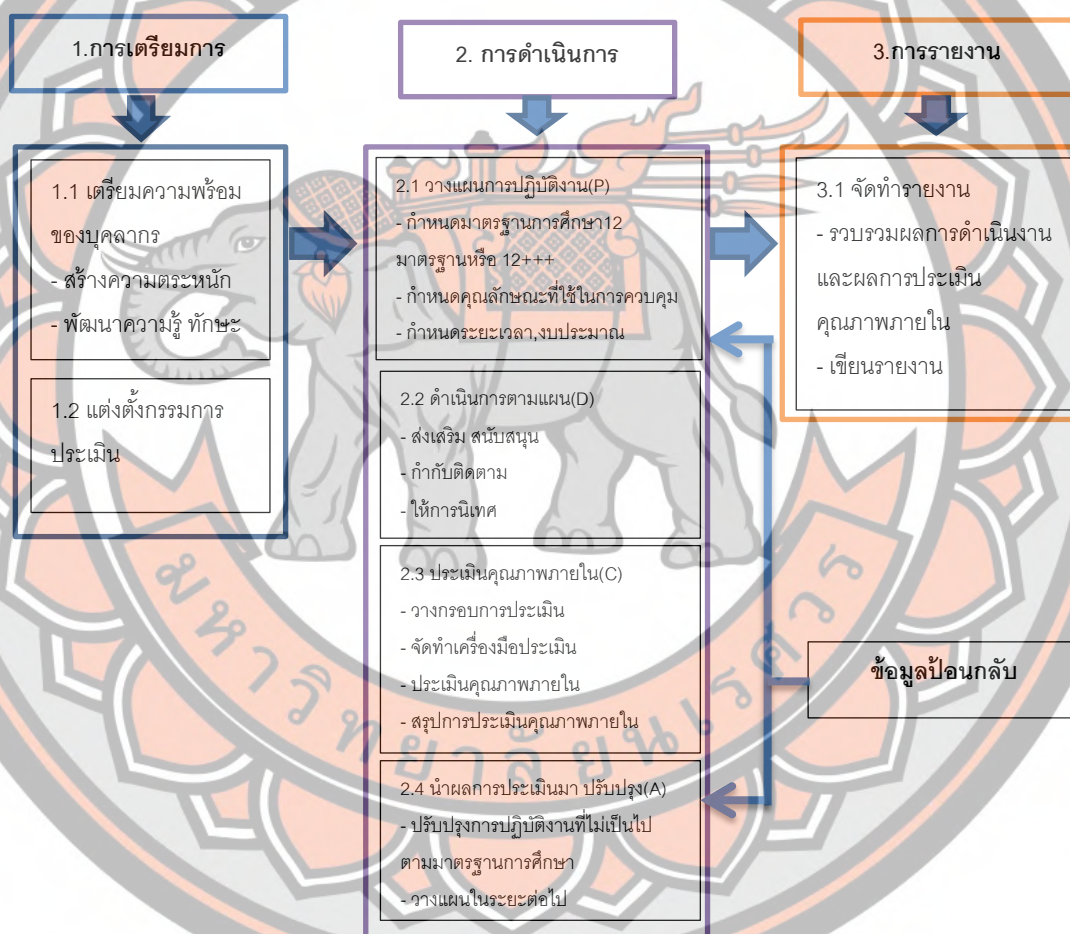 1.การเตรียมการ
2. การดำเนินการ
3.การรายงาน
1.1 เตรียมความพร้อม
ของบุคลากร
- สร้างความตระหนัก
- พัฒนาความรู้ ทักษะ
1.2 แต่งตั้งกรรมการ
ประเมิน
2.1 วางแผนการปฏิบัติงาน(P)
- กำหนดมาตรฐานการศึกษา12
มาตรฐานหรือ 12+++
- กำหนดคุณลักษณะที่ใช้ในการควบคุม
- กำหนดระยะเวลา,งบประมาณ
2.2 ดำเนินการตามแผน(D)
- ส่งเสริม สนับสนุน
- กำกับติดตาม
- ให้การนิเทศ
2.3 ประเมินคุณภาพภายใน(C)
- วางกรอบการประเมิน
- จัดทำเครื่องมือประเมิน
- ประเมินคุณภาพภายใน
- สรุปการประเมินคุณภาพภายใน
2.4 นำผลการประเมินมา ปรับปรุง(A)
- ปรับปรุงการปฏิบัติงานที่ไม่เป็นไป
ตามมาตรฐานการศึกษา
- วางแผนในระยะต่อไป
3.1 จัดทำรายงาน
- รวบรวมผลการดำเนินงาน
และผลการประเมิน
คุณภาพภายใน
- เขียนรายงาน
ข้อมูลป้อนกลับ
มหาวิทยาลัยนเรศวร